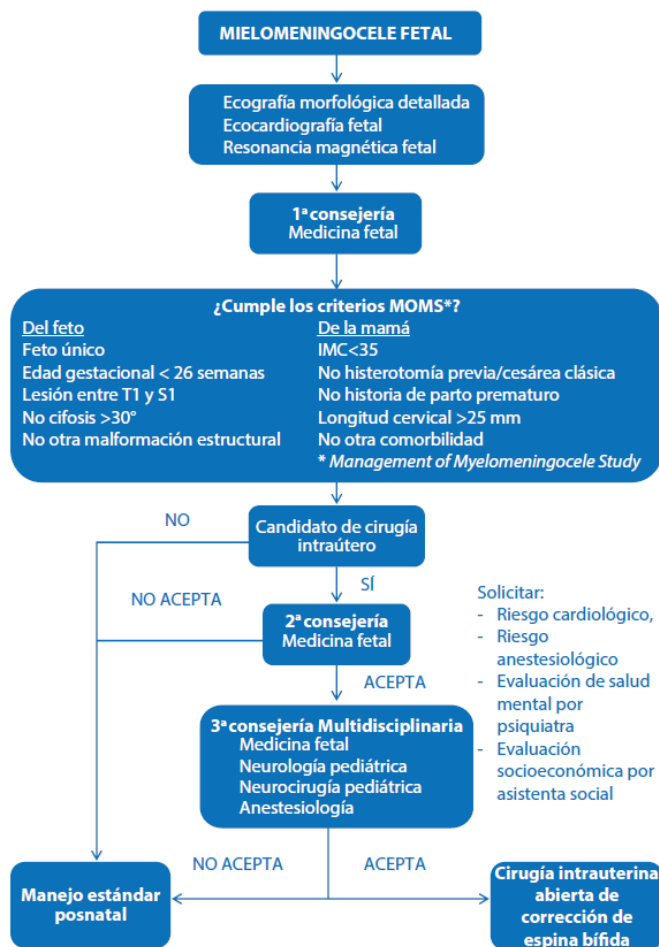 MIELOMENINGOCELE FETAL
Ecografía morfológica detallada
Ecocardiografía fetal
Resonancia magnética fetal
1ª consejería
Medicina fetal
¿Cumple los criterios MOMS*?
Del feto
Feto único
Edad gestacional < 26 semanas
Lesión entre T1 y S1
No cifosis >30°
No otra malformación estructural
De la mamá
IMC<35
No histerotomía previa/cesárea clásica
No historia de parto prematuro
Longitud cervical >25 mm
No otra comorbilidad
* Management of Myelomeningocele Study
NO
Candidato de cirugía
intraútero
SÍ
NO ACEPTA
2ª consejería
Medicina fetal
Solicitar:
- Riesgo cardiológico,
- Riesgo
anestesiológico
- Evaluación de salud
mental por
psiquiatra
- Evaluación
socioeconómica por
asistenta social
ACEPTA
3ª consejería Multidisciplinaria
Medicina fetal
Neurología pediátrica
Neurocirugía pediátrica
Anestesiología
NO ACEPTA
ACEPTA
Manejo estándar
posnatal
Cirugía intrauterina
abierta de
corrección de
espina bífida